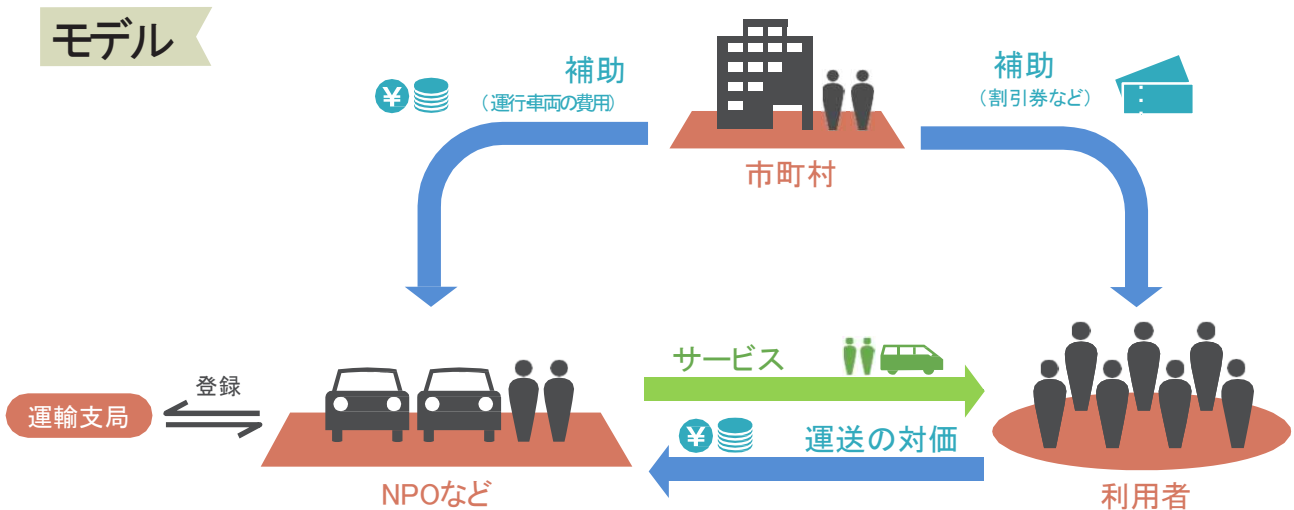 モデル
補助
（運行車両の費用）
¥
補助
（割引券など）
市町村
サービス
登録
運輸支局
¥
運送の対価
NPOなど
利用者